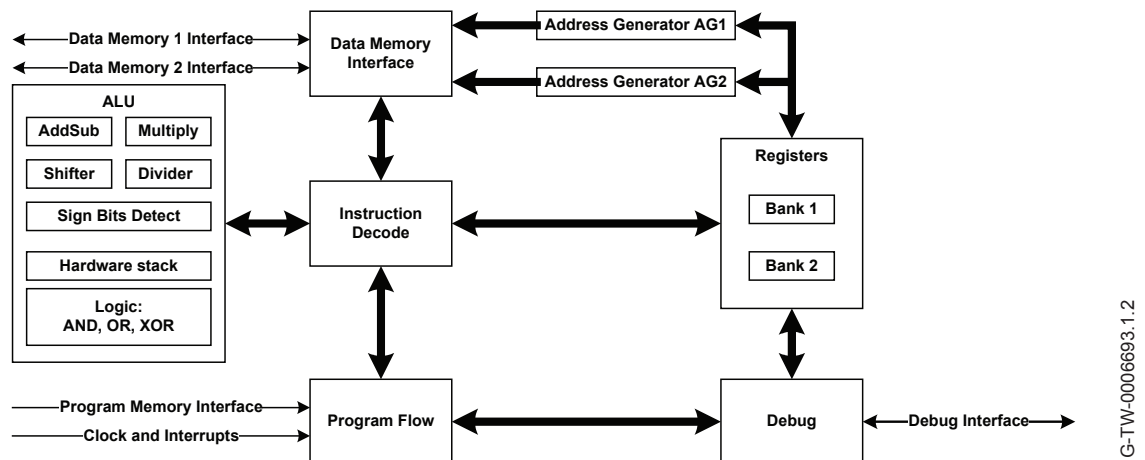 Data Memory 1 Interface
Data Memory 2 Interface
Data Memory
Interface
Address Generator AG1
Address Generator AG2
ALU
AddSub
Multiply
Shifter
Divider
Sign Bits Detect
Hardware stack
Logic:
AND, OR, XOR
Instruction
Decode
Registers
Bank 1
Bank 2
Program Memory Interface
Clock and Interrupts
Program Flow
Debug
Debug Interface
G-TW-0006693.1.2